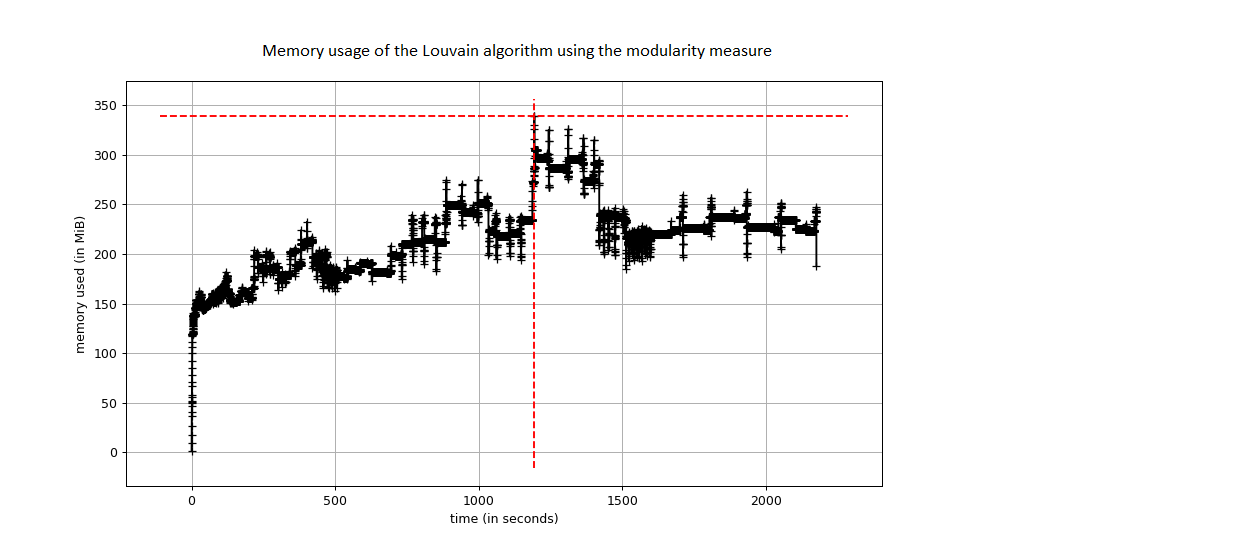 Memory usage of the Louvain algorithm using the modularity measure
350
300
250
200
150
100
50
0
memory used (in MiB)
0 500 1000 1500 2000
time (in seconds)